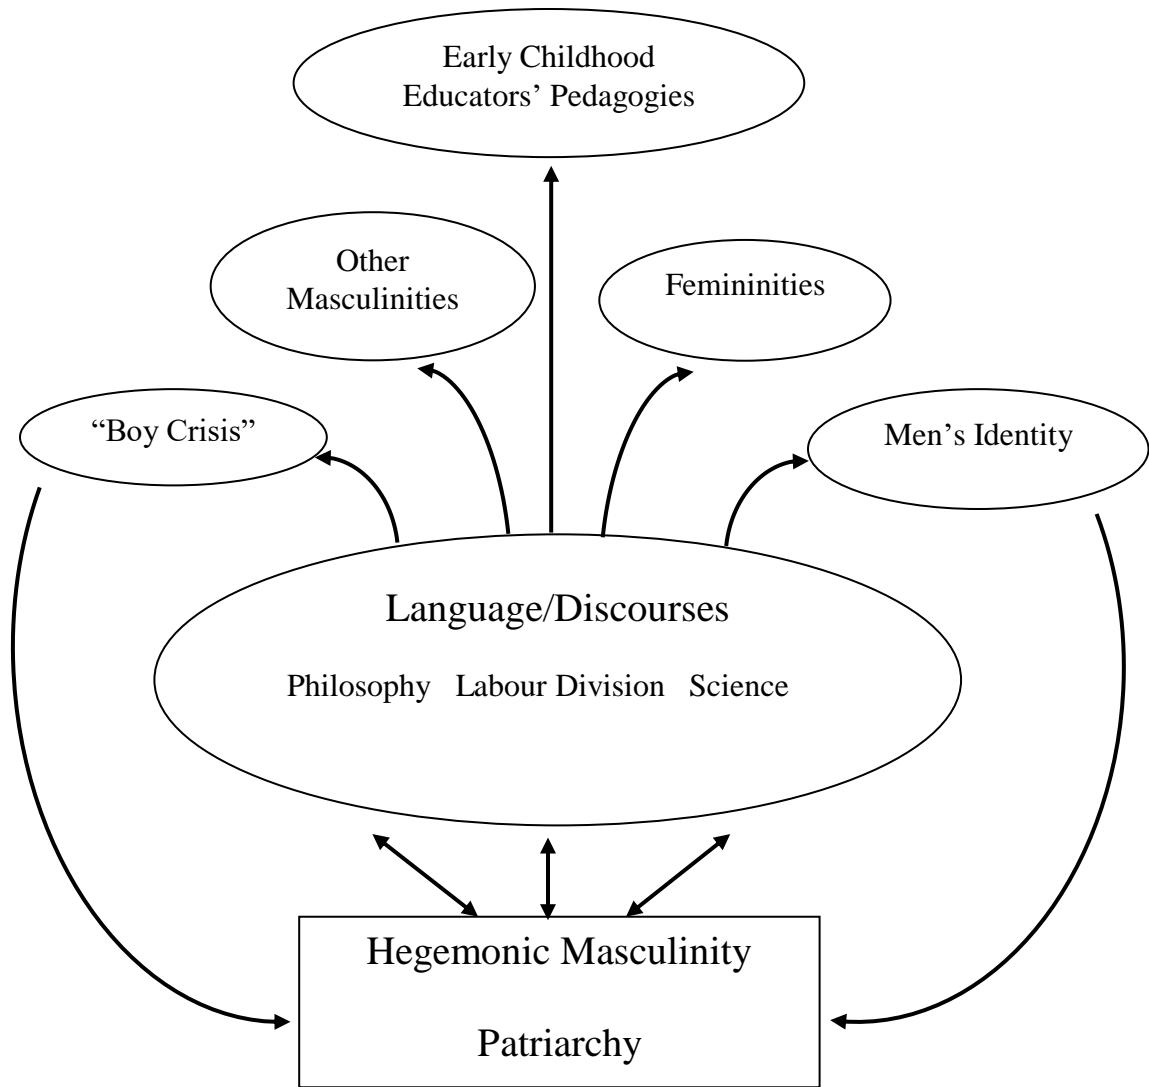 Early Childhood
Educators’ Pedagogies
Other
Masculinities
Femininities
“Boy Crisis”
Men’s Identity
Language/Discourses
Philosophy Labour Division Science
Hegemonic Masculinity
Patriarchy